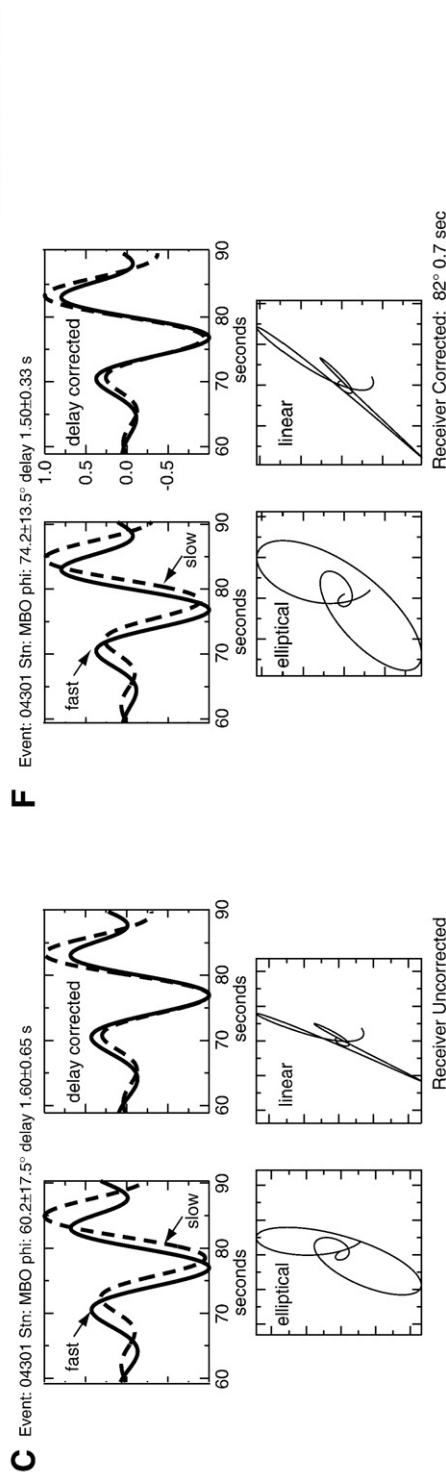 C Event: 04301 Stn: MBO phi: 60.2±17.5° delay 1.60±0.65 s
fast
slow
60 70 80 90
seconds
delay corrected
60 70 80 90
seconds
elliptical
linear
Receiver Uncorrected
F Event: 04301 Stn: MBO phi: 74.2±13.5° delay 1.50±0.33 s
fast
slow
60 70 80 90
seconds
1.0
0.5
0.0
-0.5
delay corrected
60 70 80 90
seconds
elliptical
linear
Receiver Corrected: 82° 0.7 sec